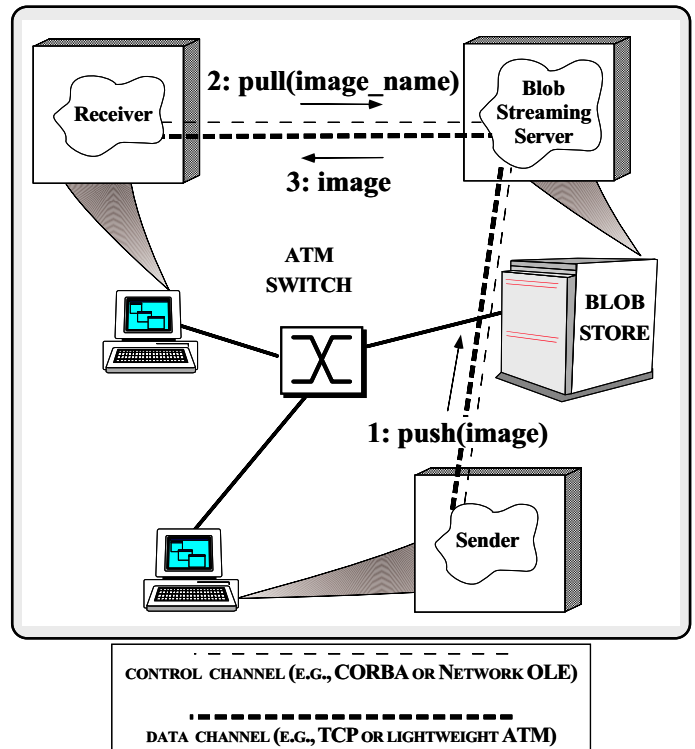 2: pull(image_name)
Receiver
Blob
Streaming
Server
3: image
ATM
SWITCH
BLOB
STORE
1: push(image)
Sender
CONTROL CHANNEL (E.G., CORBA OR NETWORK OLE)
DATA CHANNEL (E.G., TCP OR LIGHTWEIGHT ATM)